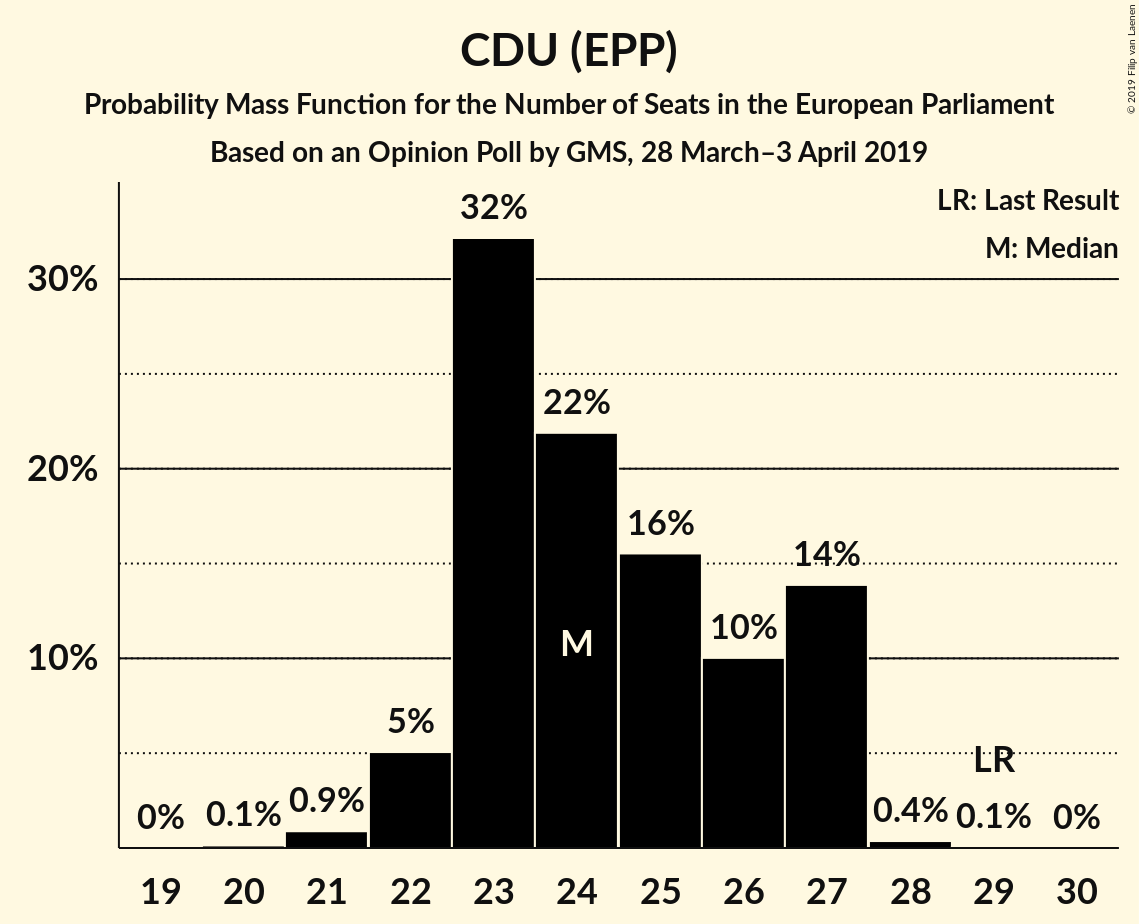 © 2019 Filip van Laenen
CDU (EPP)
Probability Mass Function for the Number of Seats in the European Parliament
Based on an Opinion Poll by GMS, 28 March–3 April 2019
LR: Last Result
M: Median
30%
20%
10%
0%
0.1%
0.9%
5%
32%
22%
16%
10%
14%
0.4%
0.1%
0%
M
LR
19 20 21 22 23 24 25 26 27 28 29 30